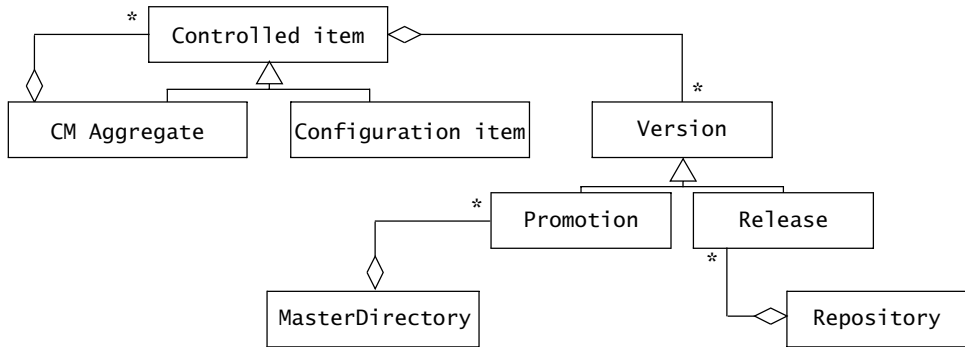 *
Controlled item
CM Aggregate
Configuration item
*
Version
*
Promotion
Release
*
MasterDirectory
Repository